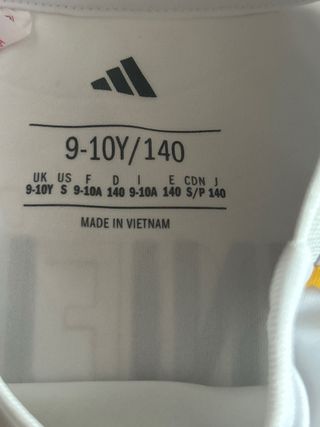 9-10Y/140
UK US F D I E CDN J
9-10Y S 9-10A 140 9-10A 140 S/P 140
MADE IN VIETNAM